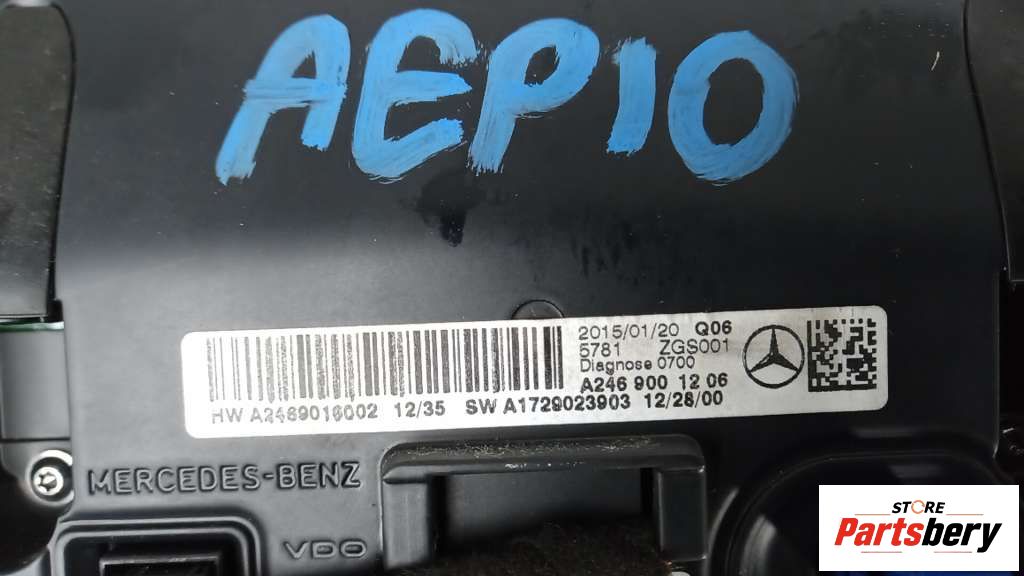 AEP10
2015/01/20 Q06
5781 ZGS001
Diagnose 0700
A246 900 12 06
HW A2469016002 12/35 SW A1729023903 12/28/00
MERCEDES-BENZ
VDO
STORE
Partsbery